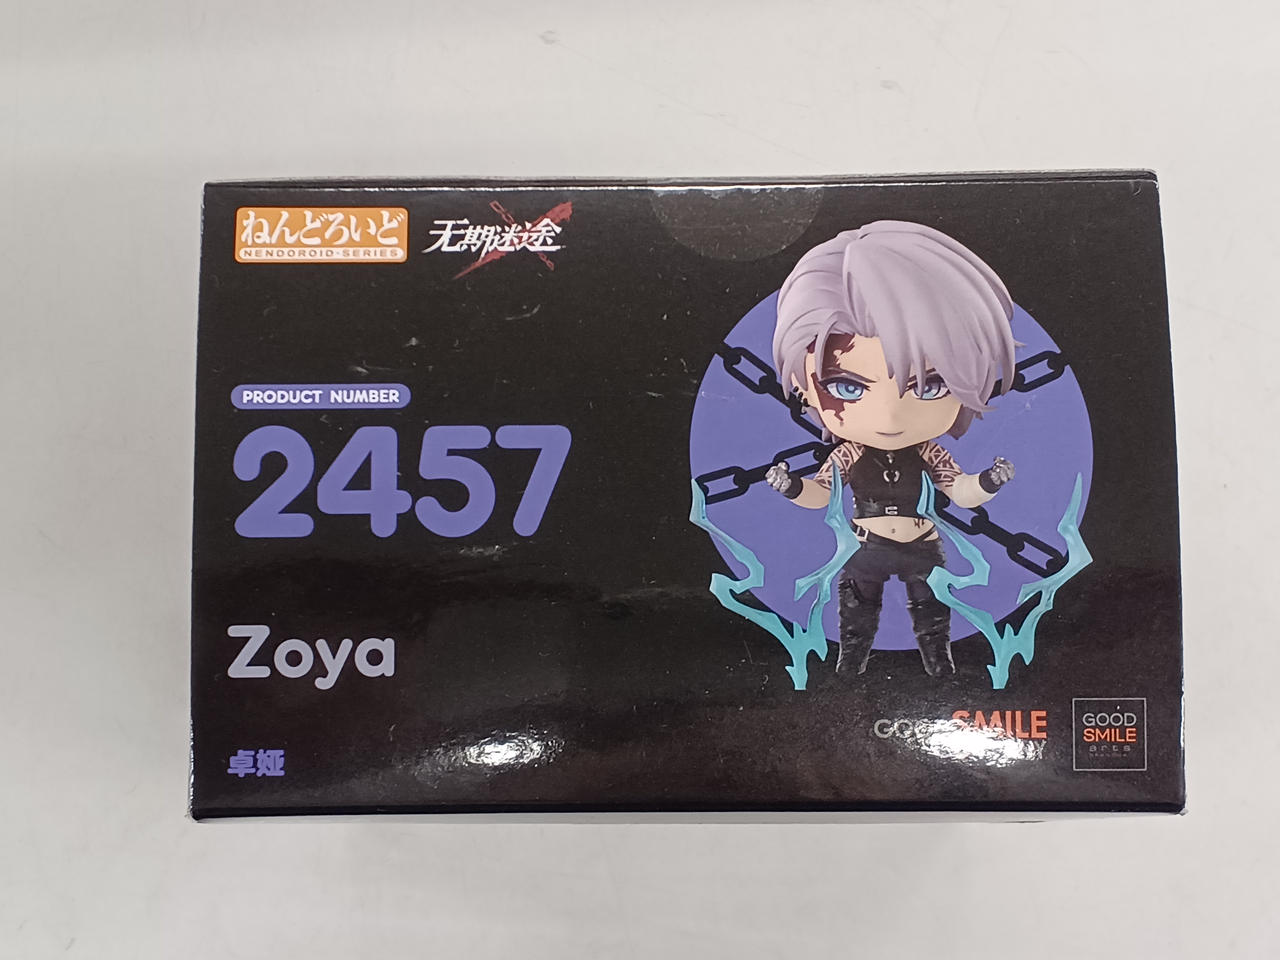 ねんどろいど
NENDOROID-SERIES
无期迷途
PRODUCT NUMBER
2457
Zoya
卓娅
GOOD SMILE
GOOD
SMILE
arts